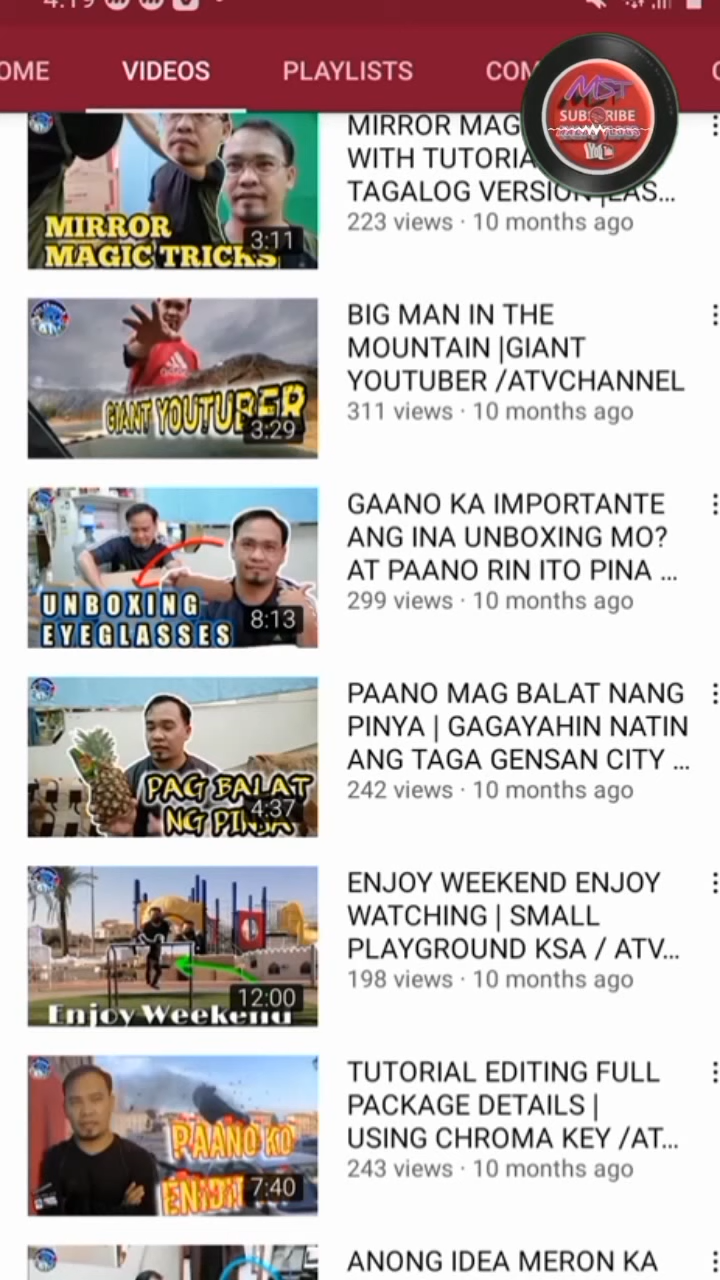 4:19
OME VIDEOS PLAYLISTS COM
MST
SUBSCRIBE
MIRROR MAG
WITH TUTORIA
TAGALOG VERSION |EAS...
223 views · 10 months ago
MIRROR
MAGIC TRICKS
3:11
BIG MAN IN THE
MOUNTAIN |GIANT
YOUTUBER /ATVCHANNEL
311 views · 10 months ago
GIANT YOUTUBER
3:29
GAANO KA IMPORTANTE
ANG INA UNBOXING MO?
AT PAANO RIN ITO PINA ...
299 views · 10 months ago
UNBOXING
EYEGLASSES
8:13
PAANO MAG BALAT NANG
PINYA | GAGAYAHIN NATIN
ANG TAGA GENSAN CITY ...
242 views · 10 months ago
PAG BALAT
NG PINYA
4:37
ENJOY WEEKEND ENJOY
WATCHING | SMALL
PLAYGROUND KSA / ATV...
198 views · 10 months ago
Enjoy Weekend
12:00
TUTORIAL EDITING FULL
PACKAGE DETAILS |
USING CHROMA KEY /AT...
243 views · 10 months ago
PAANO KO
ENIDIT
7:40
ANONG IDEA MERON KA